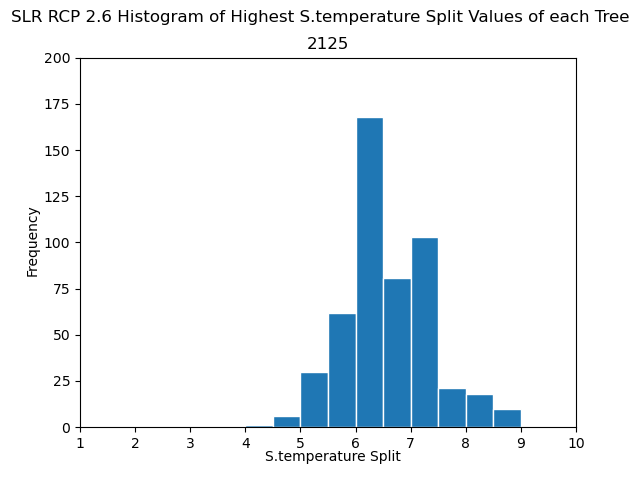 SLR RCP 2.6 Histogram of Highest S.temperature Split Values of each Tree
2125
200
175
150
125
100
75
50
25
0
Frequency
1 2 3 4 5 6 7 8 9 10
S.temperature Split